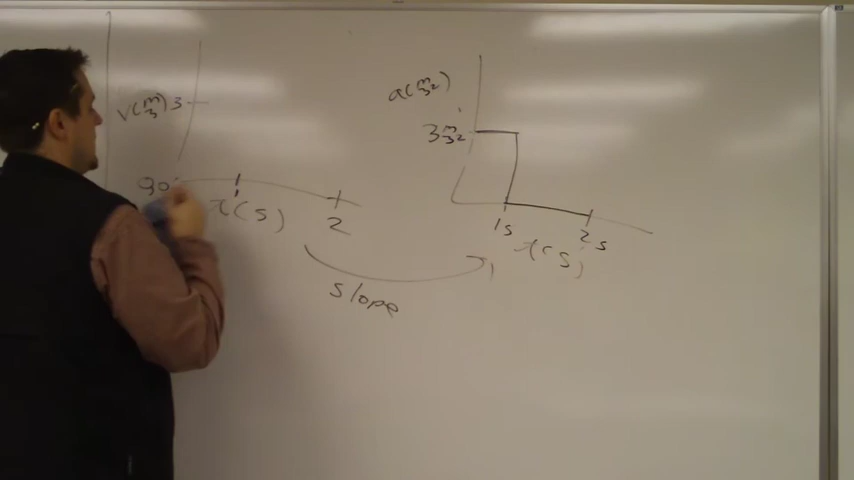 v(m/s) 3
t(s)
2
a(m/s²)
3 m/s²
1s
2s
t(s)
slope